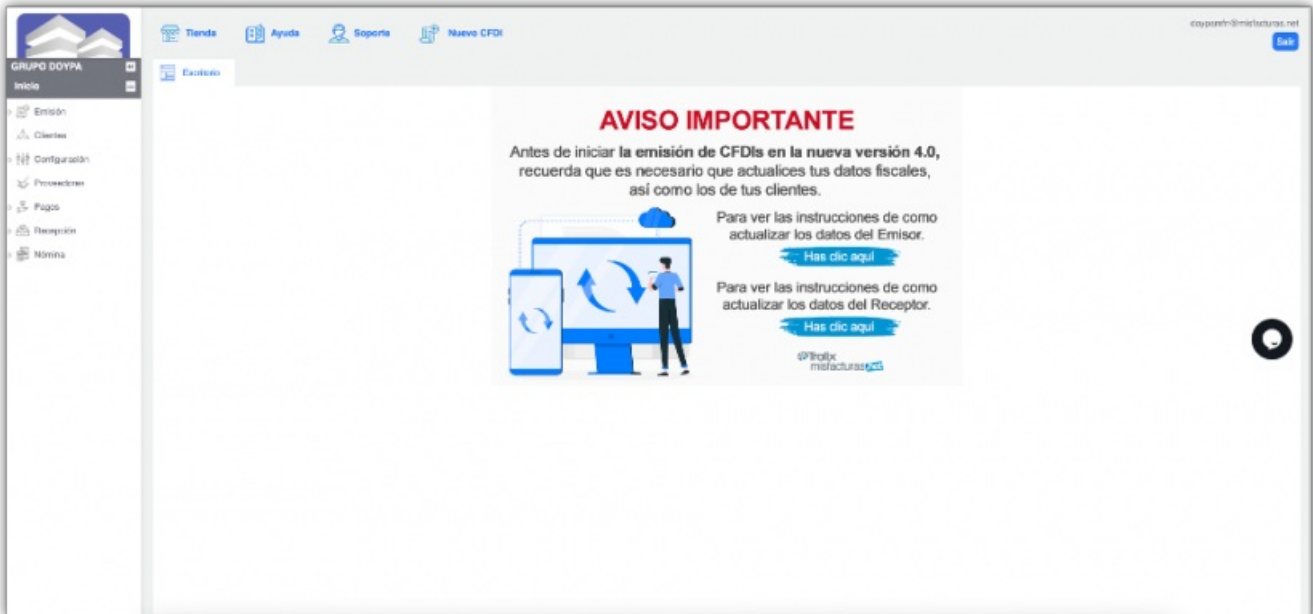 Tienda
Ayuda
Soporte
Nuevo CFDI
Salir
GRUPO DOYPA
Inicio
Escritorio
Emisión
Clientes
Configuración
Proveedores
Pagos
Recepción
Nómina
AVISO IMPORTANTE
Antes de iniciar la emisión de CFDIs en la nueva versión 4.0,
recuerda que es necesario que actualices tus datos fiscales,
así como los de tus clientes.
Para ver las instrucciones de como
actualizar los datos del Emisor.
Has clic aquí
Para ver las instrucciones de como
actualizar los datos del Receptor.
Has clic aquí
misfacturas.net